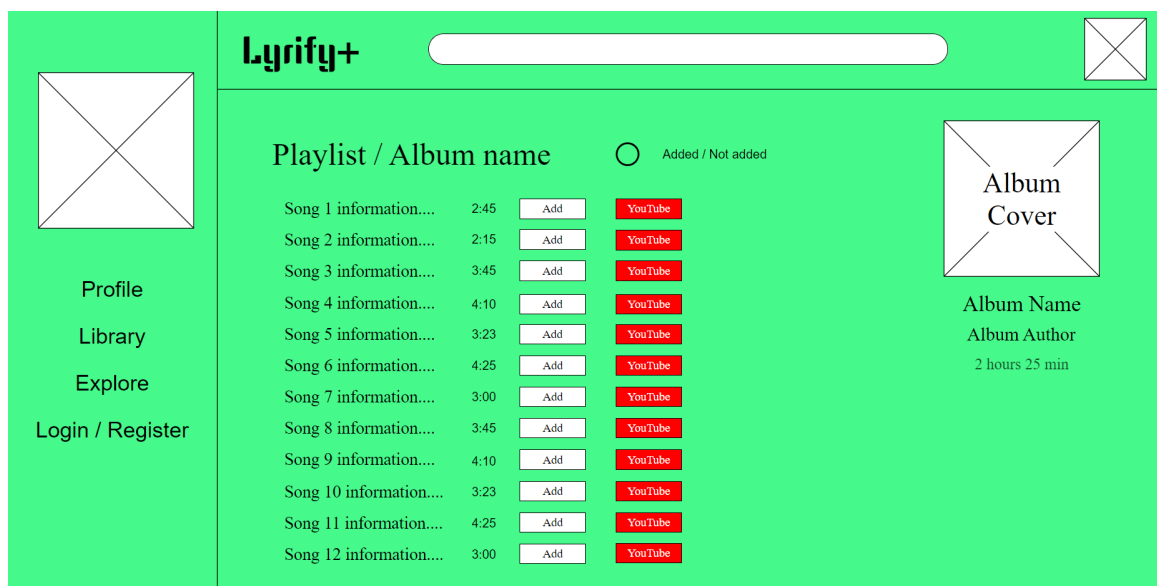 Lyrify+
Profile
Library
Explore
Login / Register
Playlist / Album name
Added / Not added
Song 1 information.... 2:45 Add YouTube
Song 2 information.... 2:15 Add YouTube
Song 3 information.... 3:45 Add YouTube
Song 4 information.... 4:10 Add YouTube
Song 5 information.... 3:23 Add YouTube
Song 6 information.... 4:25 Add YouTube
Song 7 information.... 3:00 Add YouTube
Song 8 information.... 3:45 Add YouTube
Song 9 information.... 4:10 Add YouTube
Song 10 information.... 3:23 Add YouTube
Song 11 information.... 4:25 Add YouTube
Song 12 information.... 3:00 Add YouTube
Album
Cover
Album Name
Album Author
2 hours 25 min